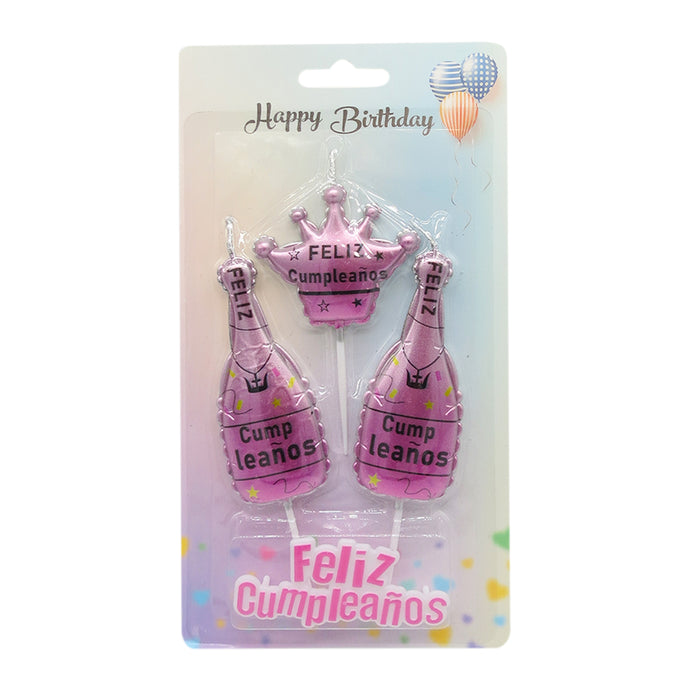 Happy Birthday
FELIZ
Cumpleaños
FELIZ
Cump
leaños
FELIZ
Cump
leaños
Feliz
Cumpleaños